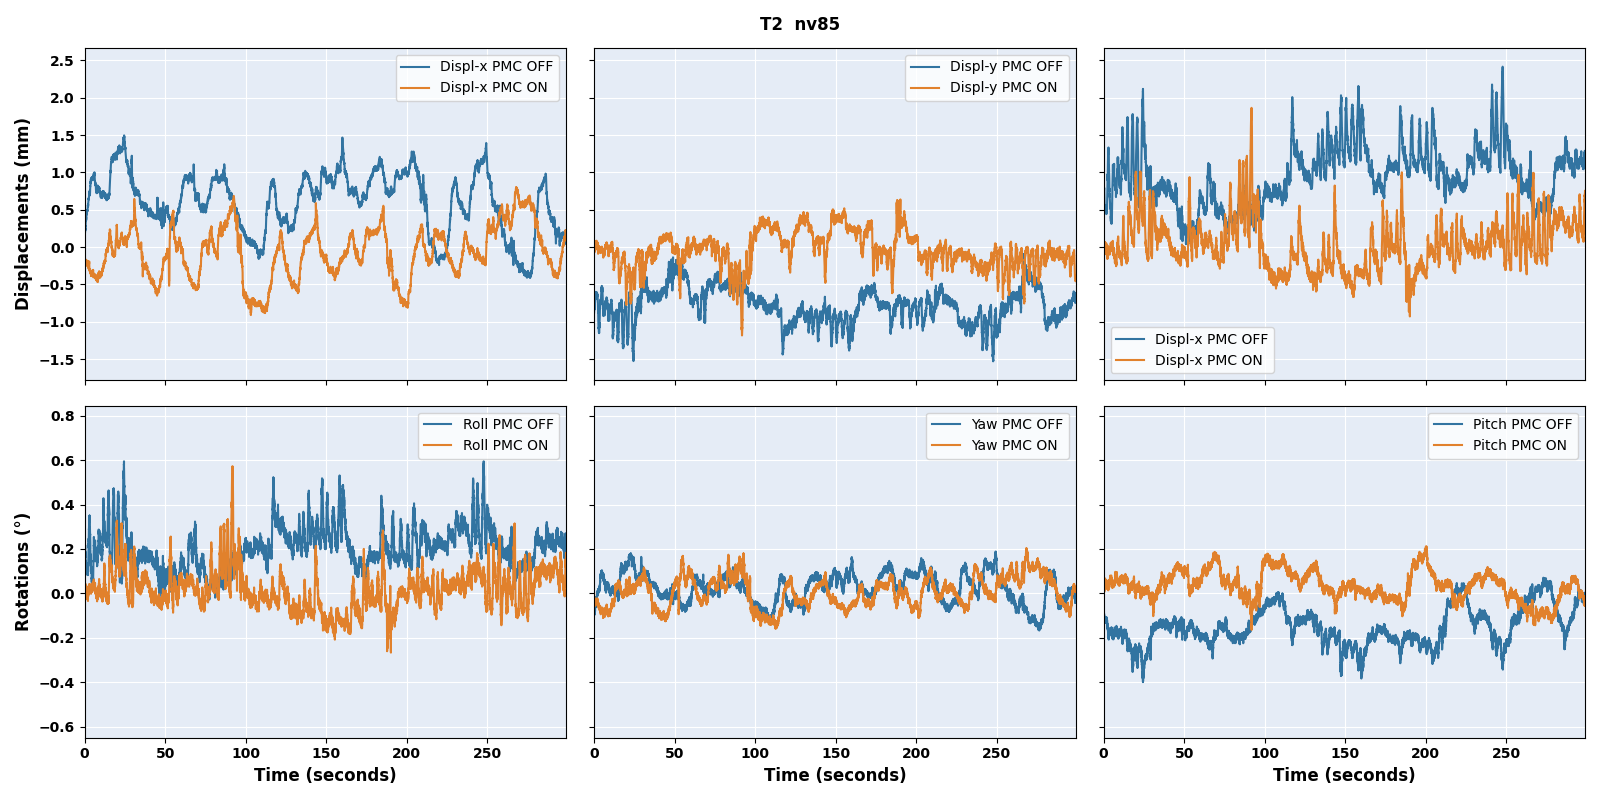 T2 nv85
Displacements (mm)
2.5
2.0
1.5
1.0
0.5
0.0
−0.5
−1.0
−1.5
Displ-x PMC OFF
Displ-x PMC ON
Displ-y PMC OFF
Displ-y PMC ON
Displ-x PMC OFF
Displ-x PMC ON
Rotations (°)
0.8
0.6
0.4
0.2
0.0
−0.2
−0.4
−0.6
Roll PMC OFF
Roll PMC ON
Yaw PMC OFF
Yaw PMC ON
Pitch PMC OFF
Pitch PMC ON
0 50 100 150 200 250
0 50 100 150 200 250
0 50 100 150 200 250
Time (seconds)
Time (seconds)
Time (seconds)